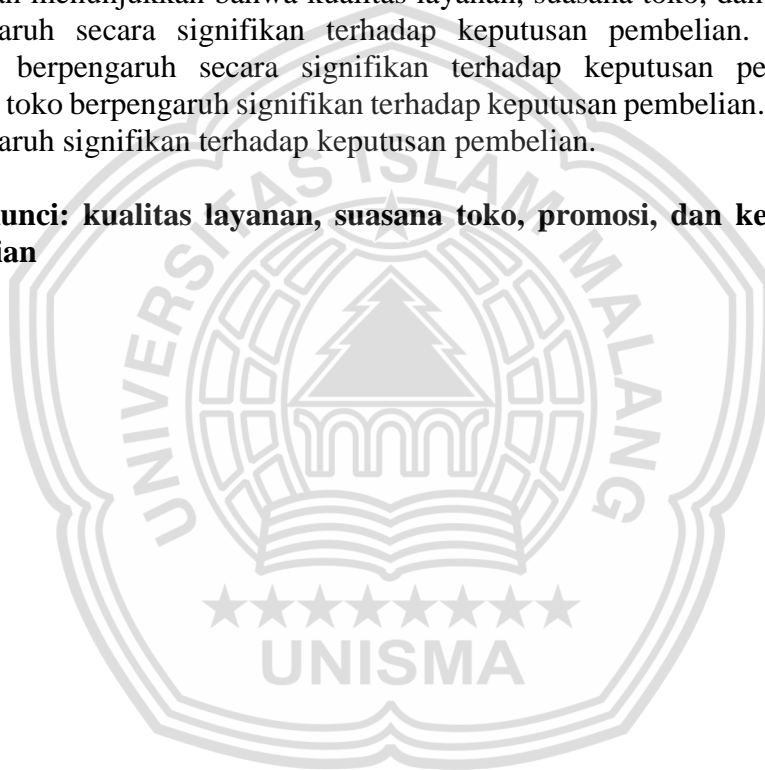 menunjukkan bahwa kualitas layanan, suasana toko, dan
aruh secara signifikan terhadap keputusan pembelian.
berpengaruh secara signifikan terhadap keputusan pe
toko berpengaruh signifikan terhadap keputusan pembelian.
aruh signifikan terhadap keputusan pembelian.
unci: kualitas layanan, suasana toko, promosi, dan ke
ian
UNIVERSITAS ISLAM MALANG
UNISMA